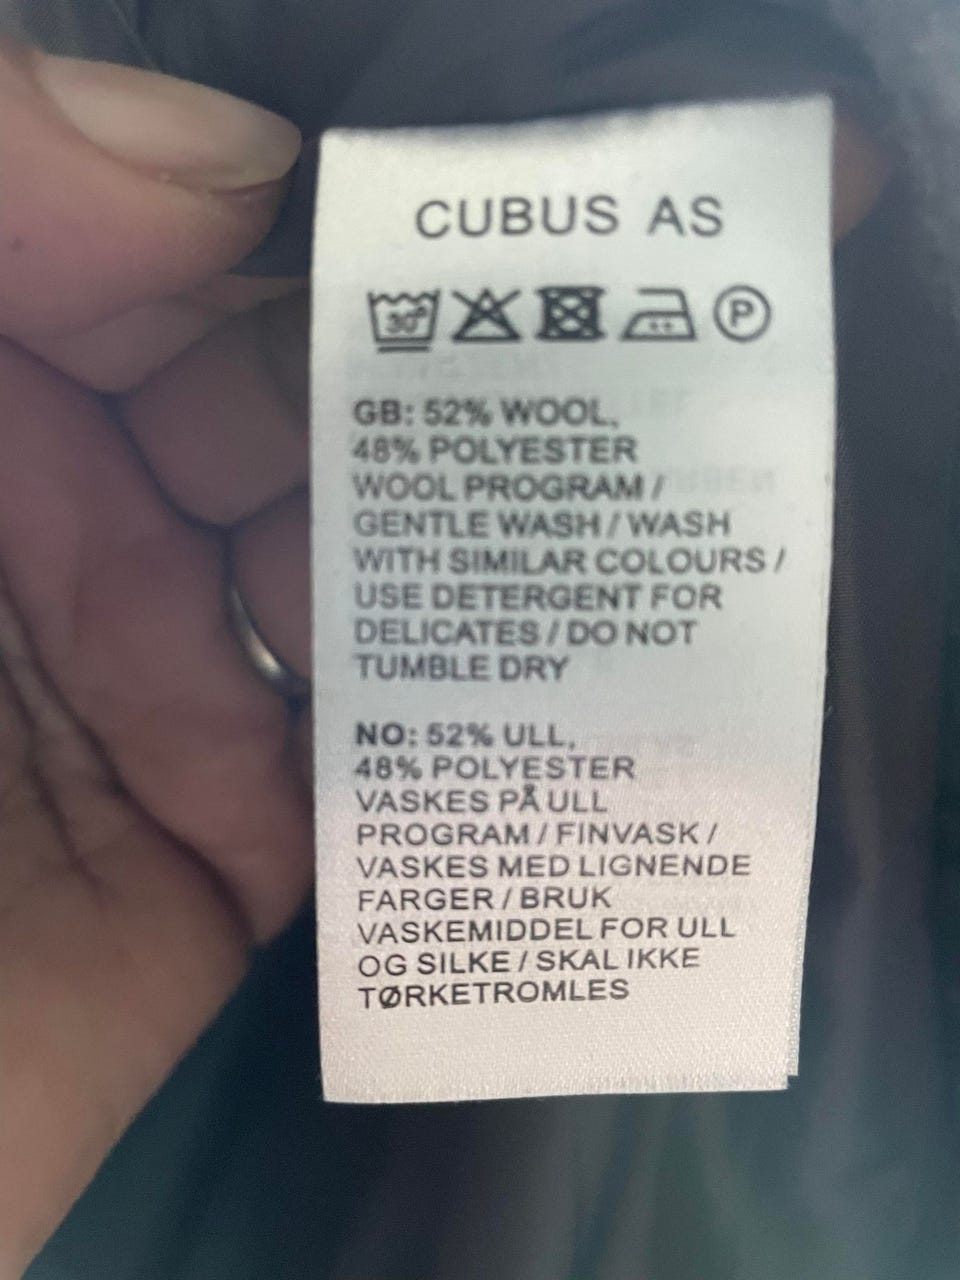 CUBUS AS
30° P
GB: 52% WOOL,
48% POLYESTER
WOOL PROGRAM /
GENTLE WASH / WASH
WITH SIMILAR COLOURS /
USE DETERGENT FOR
DELICATES / DO NOT
TUMBLE DRY
NO: 52% ULL,
48% POLYESTER
VASKES PÅ ULL
PROGRAM / FINVASK /
VASKES MED LIGNENDE
FARGER / BRUK
VASKEMIDDEL FOR ULL
OG SILKE / SKAL IKKE
TØRKETROMLES